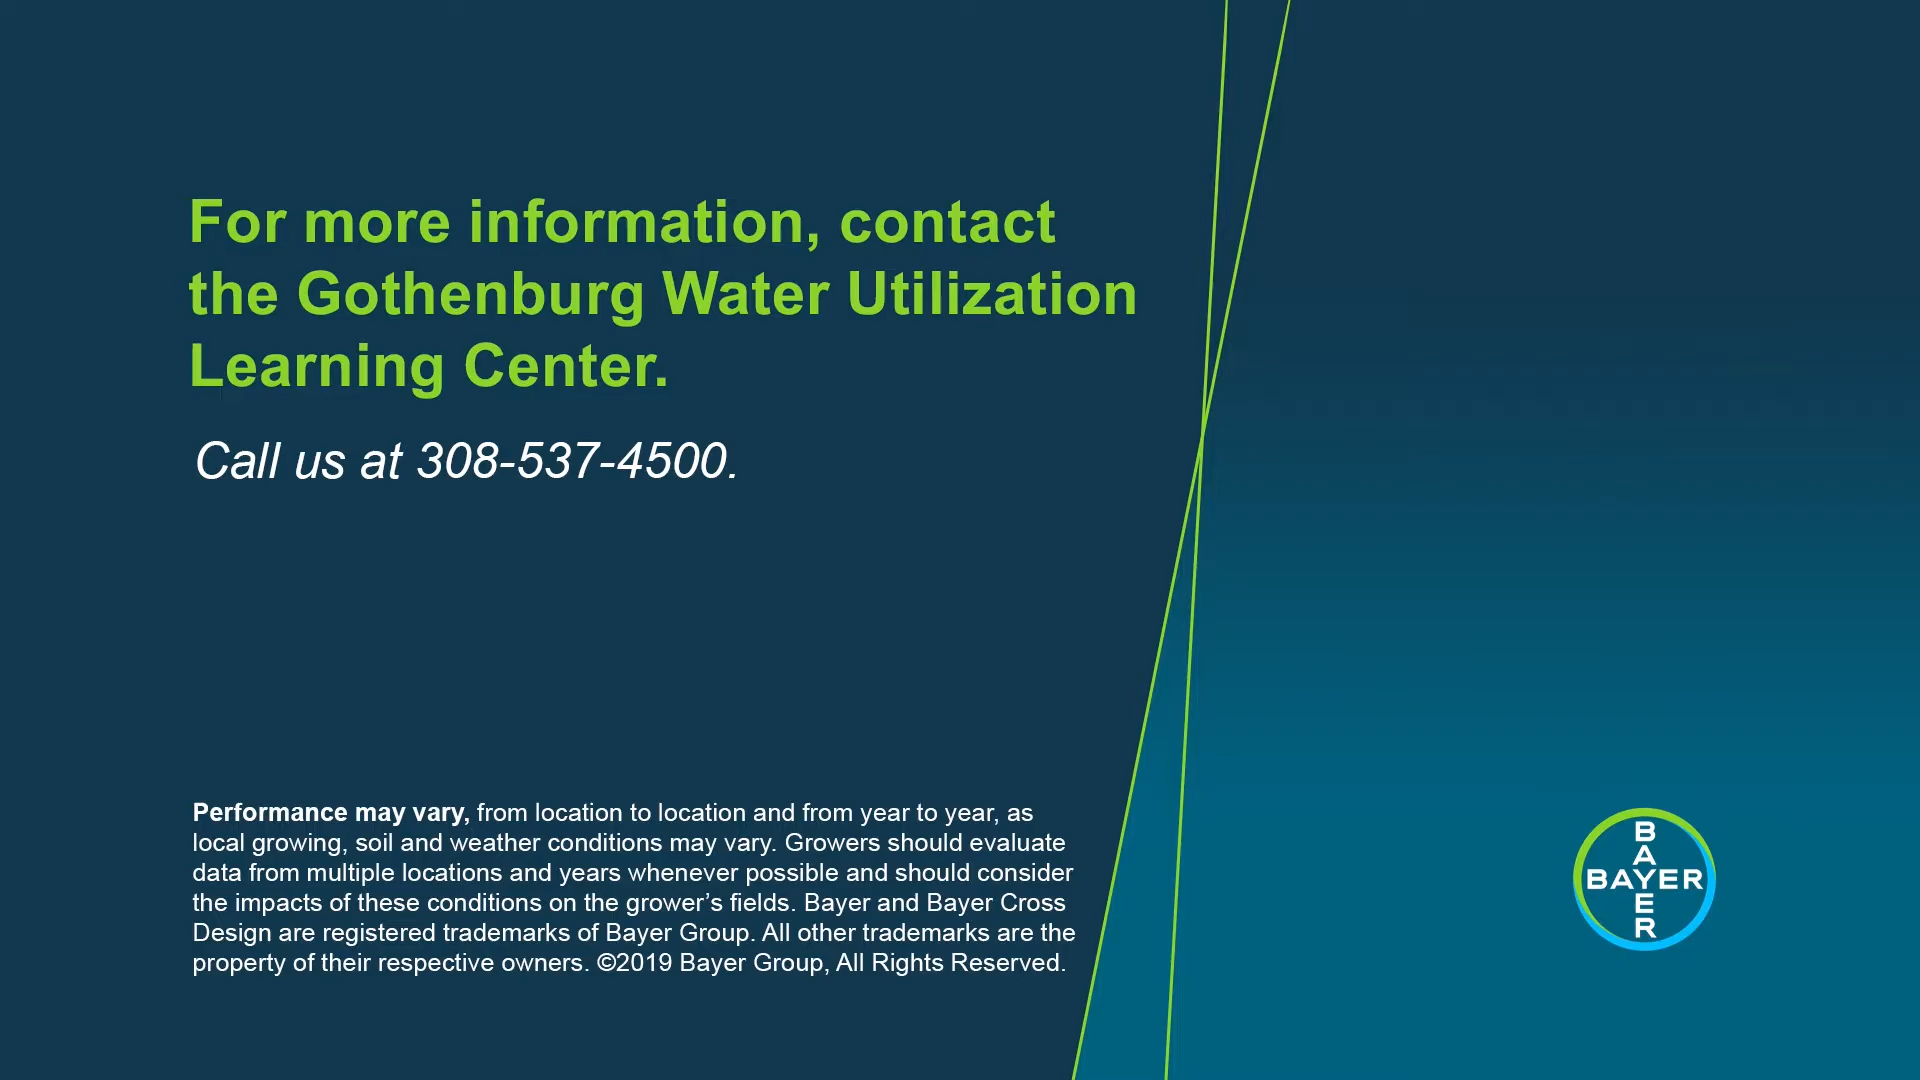 For more information, contact
the Gothenburg Water Utilization
Learning Center.
Call us at 308-537-4500.
Performance may vary, from location to location and from year to year, as
local growing, soil and weather conditions may vary. Growers should evaluate
data from multiple locations and years whenever possible and should consider
the impacts of these conditions on the grower’s fields. Bayer and Bayer Cross
Design are registered trademarks of Bayer Group. All other trademarks are the
property of their respective owners. ©2019 Bayer Group, All Rights Reserved.
BAYER
BAYER